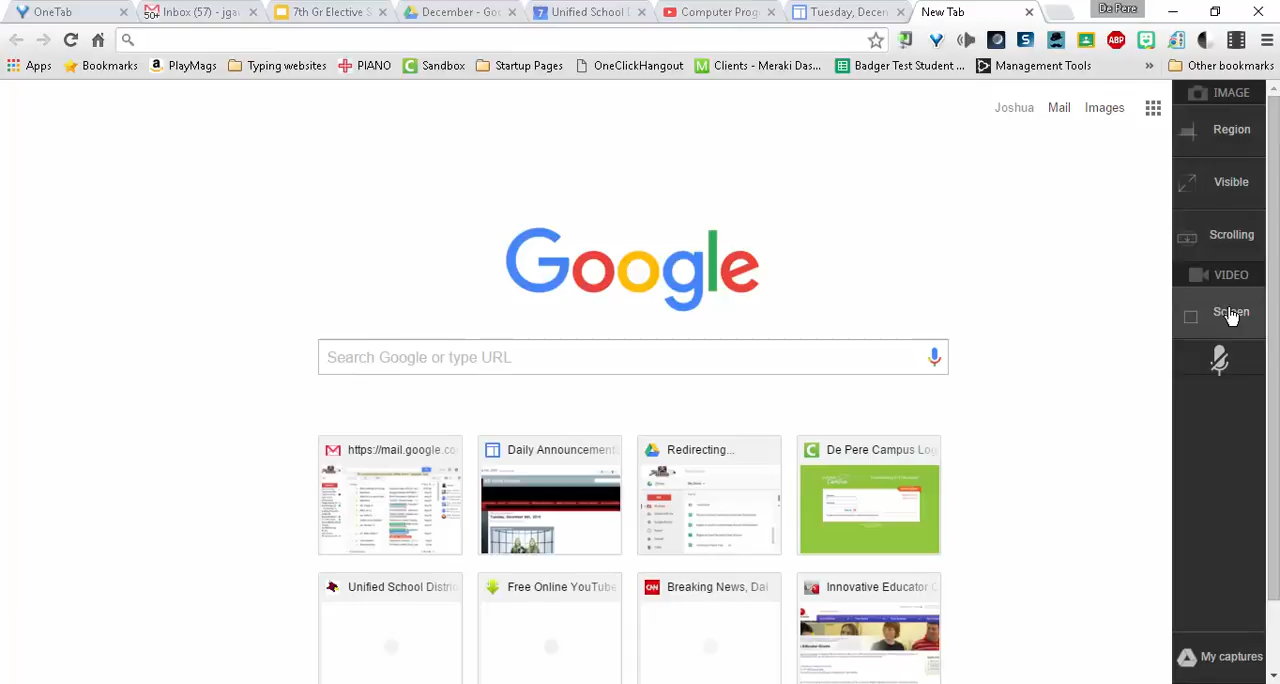 OneTab
Inbox (57) - jga
7th Gr Elective S
December - Go
Unified School D
Computer Prog
Tuesday, Decem
New Tab
De Pere
Apps
Bookmarks
PlayMags
Typing websites
PIANO
Sandbox
Startup Pages
OneClickHangout
Clients - Meraki Das...
Badger Test Student ...
Management Tools
»
Other bookmarks
Joshua
Mail
Images
IMAGE
Region
Visible
Scrolling
VIDEO
Screen
My captures
Google
Search Google or type URL
https://mail.google.co
Daily Announcement
Redirecting...
De Pere Campus Log
Unified School Distri
Free Online YouTube
Breaking News, Dai
Innovative Educator C